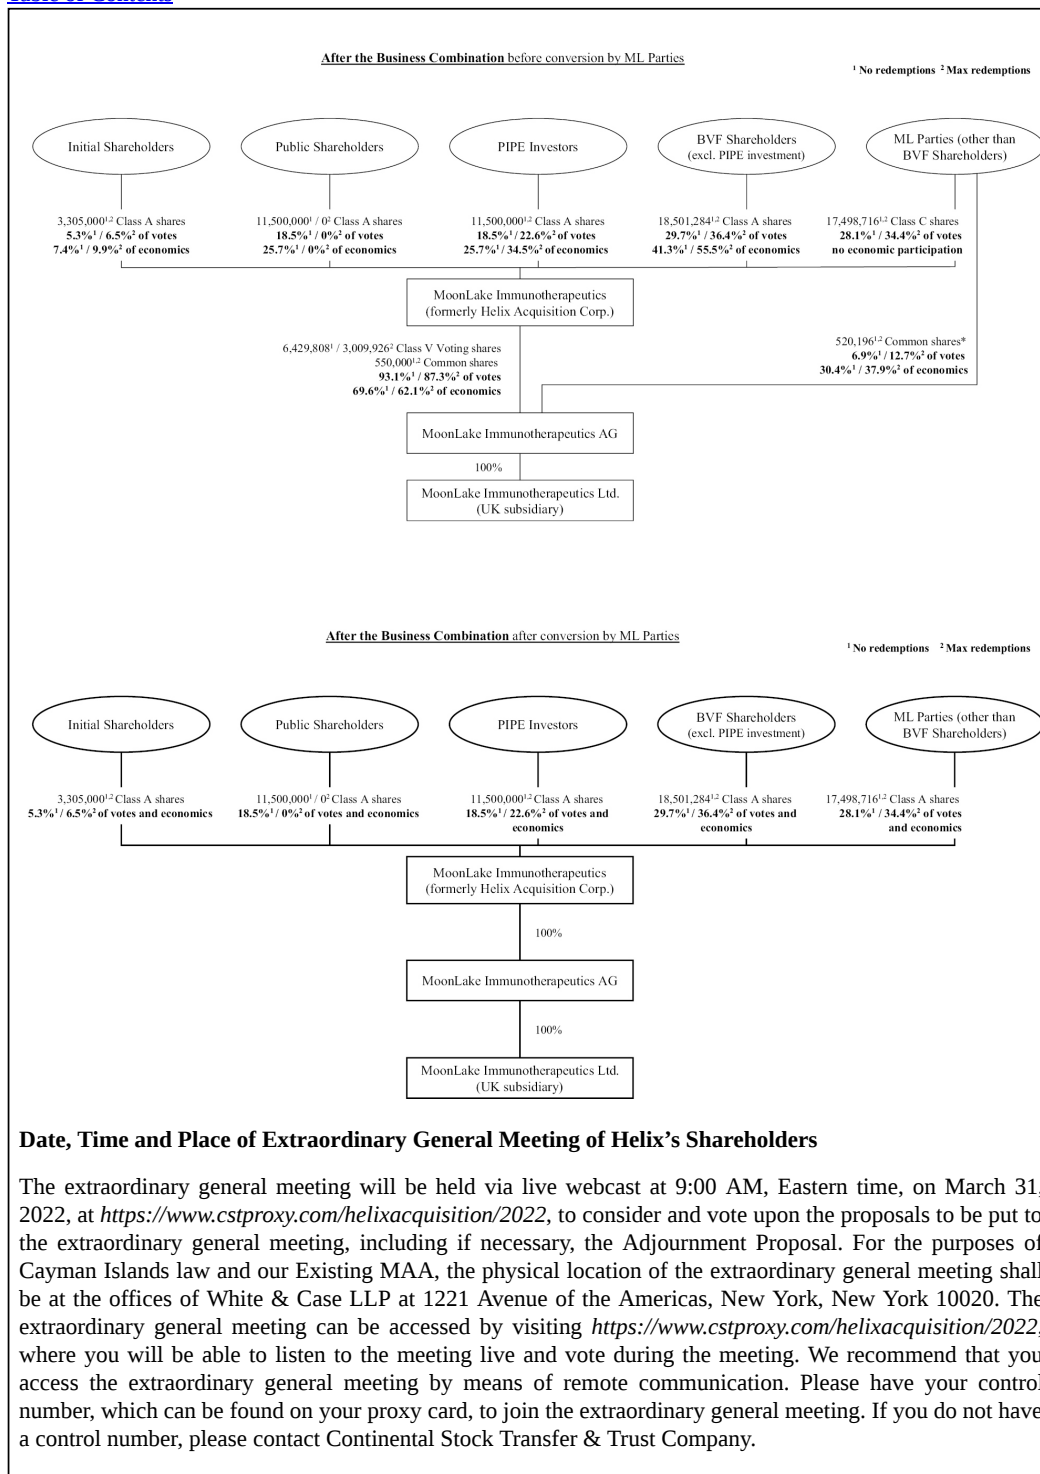 Table of Contents
After the Business Combination before conversion by ML Parties
¹ No redemptions ² Max redemptions
Initial Shareholders
Public Shareholders
PIPE Investors
BVF Shareholders
(excl. PIPE investment)
ML Parties (other than
BVF Shareholders)
3,305,000¹,² Class A shares
5.3%¹ / 6.5%² of votes
7.4%¹ / 9.9%² of economics
11,500,000¹ / 0² Class A shares
18.5%¹ / 0%² of votes
25.7%¹ / 0%² of economics
11,500,000¹,² Class A shares
18.5%¹ / 22.6%² of votes
25.7%¹ / 34.5%² of economics
18,501,284¹,² Class A shares
29.7%¹ / 36.4%² of votes
41.3%¹ / 55.5%² of economics
17,498,716¹,² Class C shares
28.1%¹ / 34.4%² of votes
no economic participation
MoonLake Immunotherapeutics
(formerly Helix Acquisition Corp.)
6,429,808¹ / 3,009,926² Class V Voting shares
550,000¹,² Common shares
93.1%¹ / 87.3%² of votes
69.6%¹ / 62.1%² of economics
520,196¹,² Common shares*
6.9%¹ / 12.7%² of votes
30.4%¹ / 37.9%² of economics
MoonLake Immunotherapeutics AG
100%
MoonLake Immunotherapeutics Ltd.
(UK subsidiary)
After the Business Combination after conversion by ML Parties
¹ No redemptions ² Max redemptions
Initial Shareholders
Public Shareholders
PIPE Investors
BVF Shareholders
(excl. PIPE investment)
ML Parties (other than
BVF Shareholders)
3,305,000¹,² Class A shares
5.3%¹ / 6.5%² of votes and economics
11,500,000¹ / 0² Class A shares
18.5%¹ / 0%² of votes and economics
11,500,000¹,² Class A shares
18.5%¹ / 22.6%² of votes and
economics
18,501,284¹,² Class A shares
29.7%¹ / 36.4%² of votes and
economics
17,498,716¹,² Class A shares
28.1%¹ / 34.4%² of votes
and economics
MoonLake Immunotherapeutics
(formerly Helix Acquisition Corp.)
100%
MoonLake Immunotherapeutics AG
100%
MoonLake Immunotherapeutics Ltd.
(UK subsidiary)
Date, Time and Place of Extraordinary General Meeting of Helix’s Shareholders
The extraordinary general meeting will be held via live webcast at 9:00 AM, Eastern time, on March 31,
2022, at https://www.cstproxy.com/helixacquisition/2022, to consider and vote upon the proposals to be put to
the extraordinary general meeting, including if necessary, the Adjournment Proposal. For the purposes of
Cayman Islands law and our Existing MAA, the physical location of the extraordinary general meeting shall
be at the offices of White & Case LLP at 1221 Avenue of the Americas, New York, New York 10020. The
extraordinary general meeting can be accessed by visiting https://www.cstproxy.com/helixacquisition/2022,
where you will be able to listen to the meeting live and vote during the meeting. We recommend that you
access the extraordinary general meeting by means of remote communication. Please have your control
number, which can be found on your proxy card, to join the extraordinary general meeting. If you do not have
a control number, please contact Continental Stock Transfer & Trust Company.